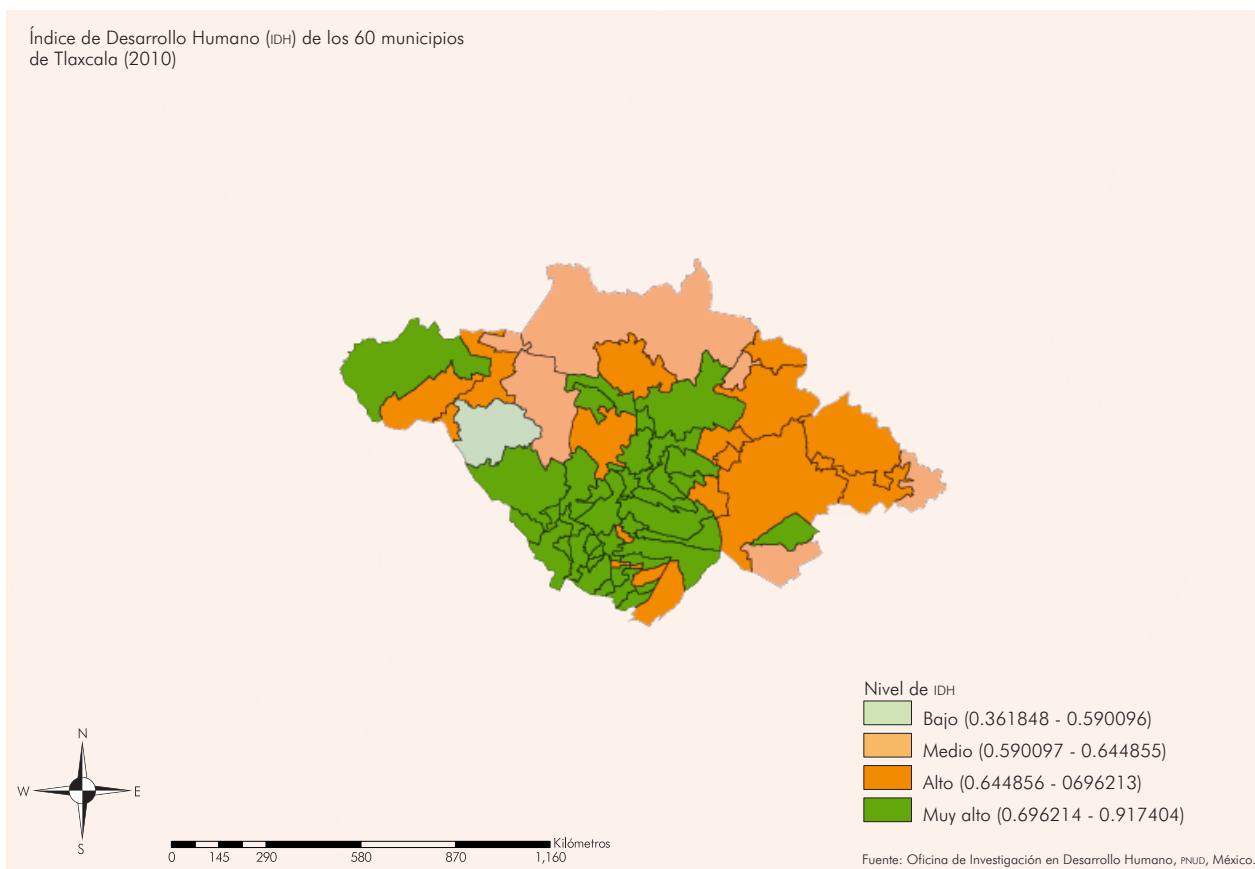 Índice de Desarrollo Humano (IDH) de los 60 municipios
de Tlaxcala (2010)
Nivel de IDH
Bajo (0.361848 - 0.590096)
Medio (0.590097 - 0.644855)
Alto (0.644856 - 0696213)
Muy alto (0.696214 - 0.917404)
N
W E
S
Kilómetros
0 145 290 580 870 1,160
Fuente: Oficina de Investigación en Desarrollo Humano, PNUD, México.